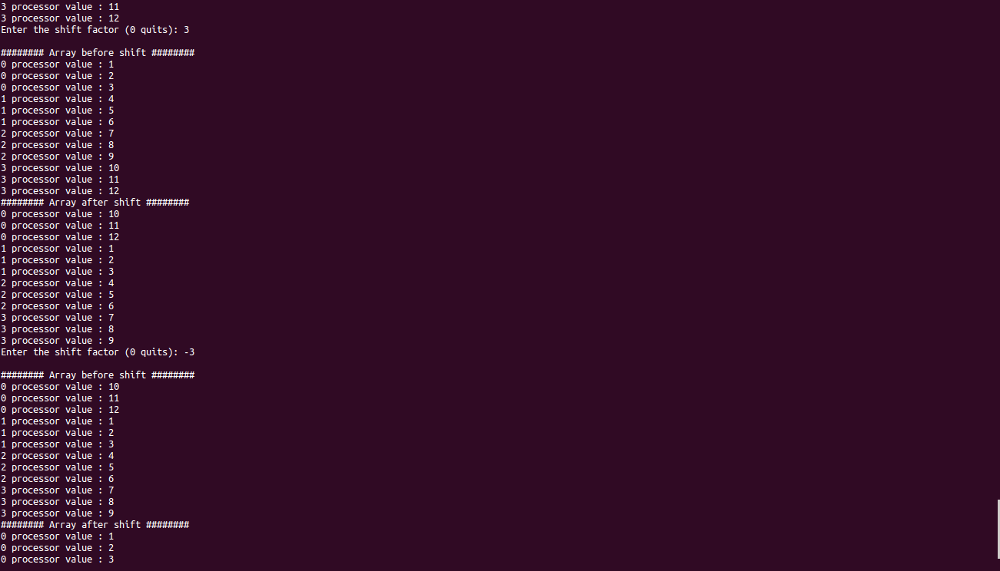 3 processor value : 11
3 processor value : 12
Enter the shift factor (0 quits): 3
######## Array before shift ########
0 processor value : 1
0 processor value : 2
0 processor value : 3
1 processor value : 4
1 processor value : 5
1 processor value : 6
2 processor value : 7
2 processor value : 8
2 processor value : 9
3 processor value : 10
3 processor value : 11
3 processor value : 12
######## Array after shift ########
0 processor value : 10
0 processor value : 11
0 processor value : 12
1 processor value : 1
1 processor value : 2
1 processor value : 3
2 processor value : 4
2 processor value : 5
2 processor value : 6
3 processor value : 7
3 processor value : 8
3 processor value : 9
Enter the shift factor (0 quits): -3
######## Array before shift ########
0 processor value : 10
0 processor value : 11
0 processor value : 12
1 processor value : 1
1 processor value : 2
1 processor value : 3
2 processor value : 4
2 processor value : 5
2 processor value : 6
3 processor value : 7
3 processor value : 8
3 processor value : 9
######## Array after shift ########
0 processor value : 1
0 processor value : 2
0 processor value : 3